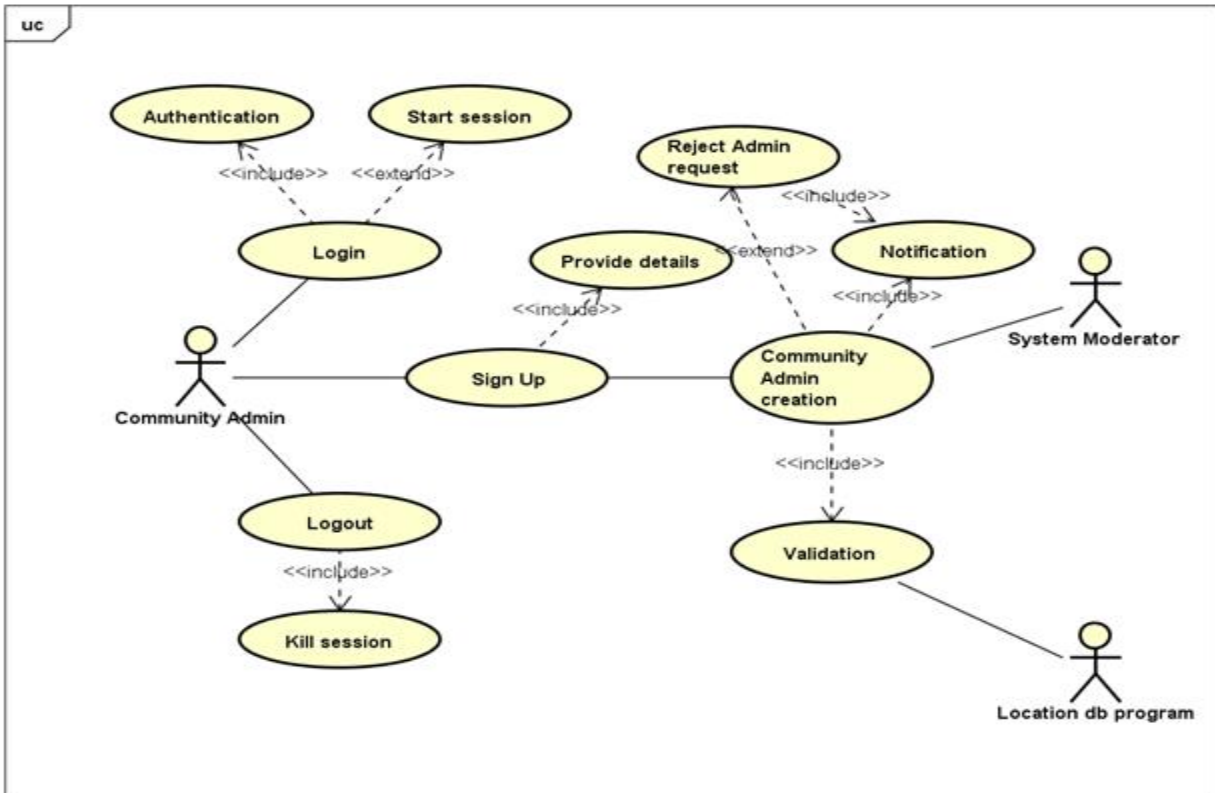 uc
Authentication
Start session
<<include>>
<<extend>>
Login
Reject Admin
request
<<include>>
Provide details
<<extend>>
Notification
<<include>>
<<include>>
System Moderator
Community Admin
Sign Up
Community
Admin
creation
<<include>>
Logout
<<include>>
Kill session
Validation
Location db program